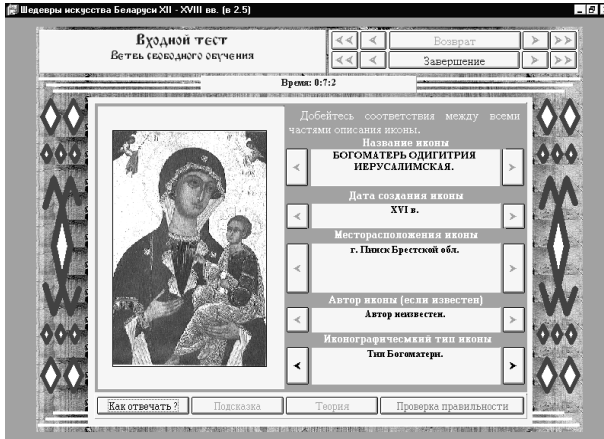 Шедевры искусства Беларуси XII - XVIII вв. (в 2.5)
Входной тест
Ветвь свободного обучения
<< < Возврат > >>
<< < Завершение > >>
Время: 0:7:2
Добейтесь соответствия между всеми
частями описания иконы.
Название иконы
< БОГОМАТЕРЬ ОДИГИТРИЯ >
ИЕРУСАЛИМСКАЯ.
Дата создания иконы
< XVI в. >
Месторасположения иконы
< г. Пинск Брестской обл. >
Автор иконы (если известен)
< Автор неизвестен. >
Иконографичесмкий тип иконы
< Тип Богоматери. >
Как отвечать ? Подсказка Теория Проверка правильности